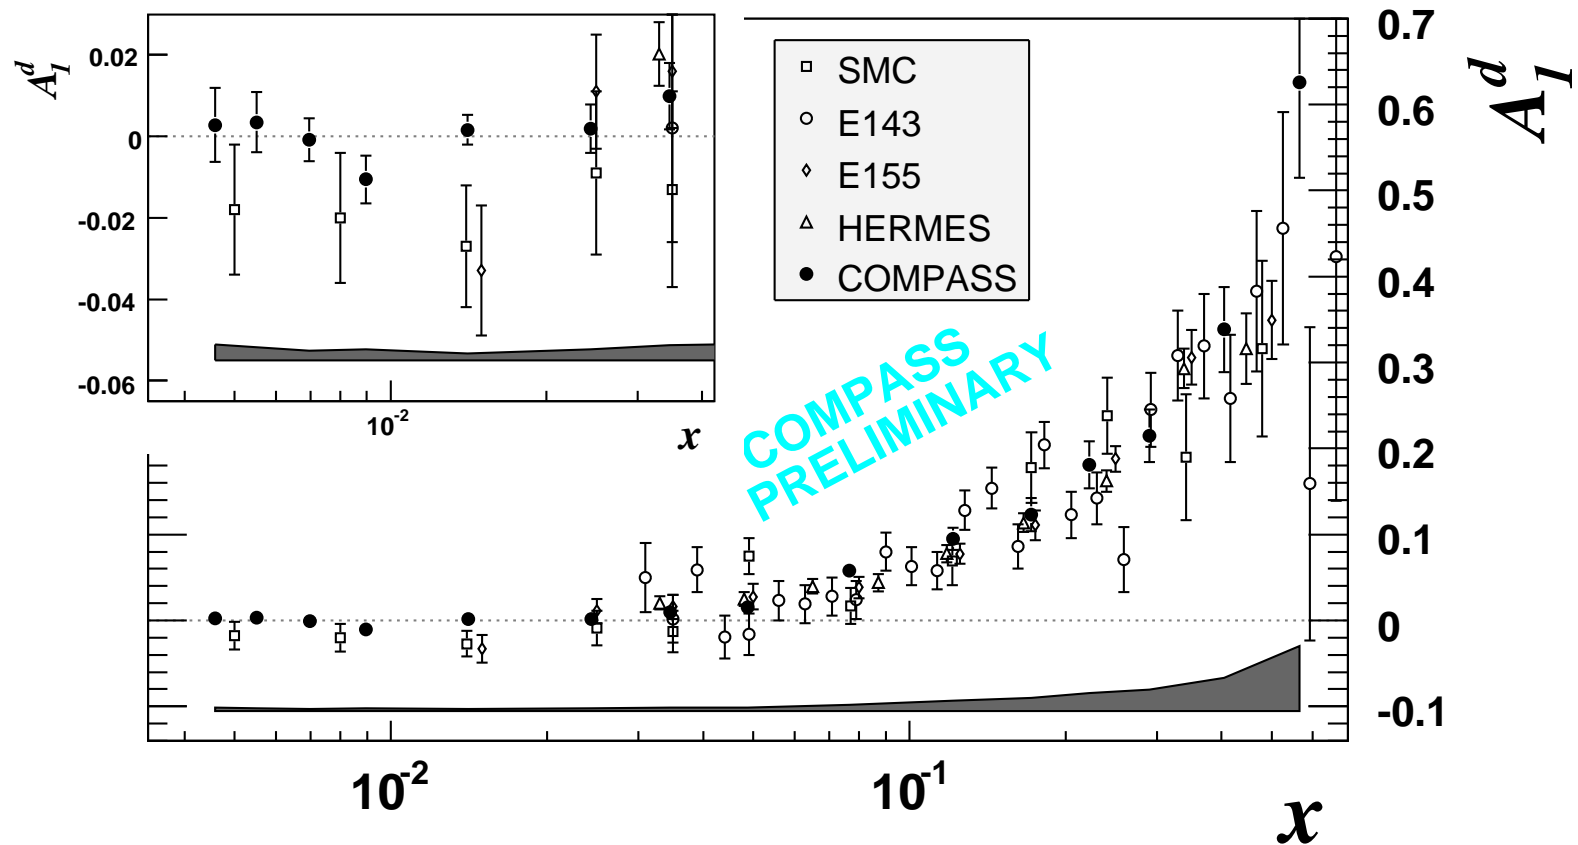 A₁ᵈ
0.02
0
-0.02
-0.04
-0.06
10⁻²
x
SMC
E143
E155
HERMES
COMPASS
COMPASS
PRELIMINARY
0.7
0.6
0.5
0.4
0.3
0.2
0.1
0
-0.1
A₁ᵈ
10⁻²
10⁻¹
x